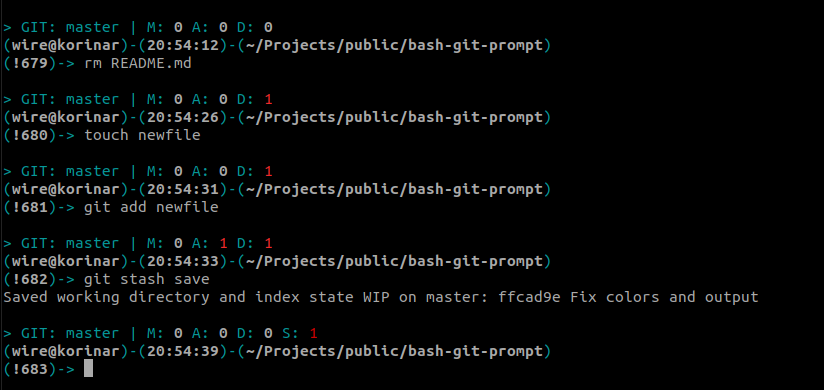 > GIT: master | M: 0 A: 0 D: 0
(wire@korinar)-(20:54:12)-(~/Projects/public/bash-git-prompt)
(!679)-> rm README.md
> GIT: master | M: 0 A: 0 D: 1
(wire@korinar)-(20:54:26)-(~/Projects/public/bash-git-prompt)
(!680)-> touch newfile
> GIT: master | M: 0 A: 0 D: 1
(wire@korinar)-(20:54:31)-(~/Projects/public/bash-git-prompt)
(!681)-> git add newfile
> GIT: master | M: 0 A: 1 D: 1
(wire@korinar)-(20:54:33)-(~/Projects/public/bash-git-prompt)
(!682)-> git stash save
Saved working directory and index state WIP on master: ffcad9e Fix colors and output
> GIT: master | M: 0 A: 0 D: 0 S: 1
(wire@korinar)-(20:54:39)-(~/Projects/public/bash-git-prompt)
(!683)->